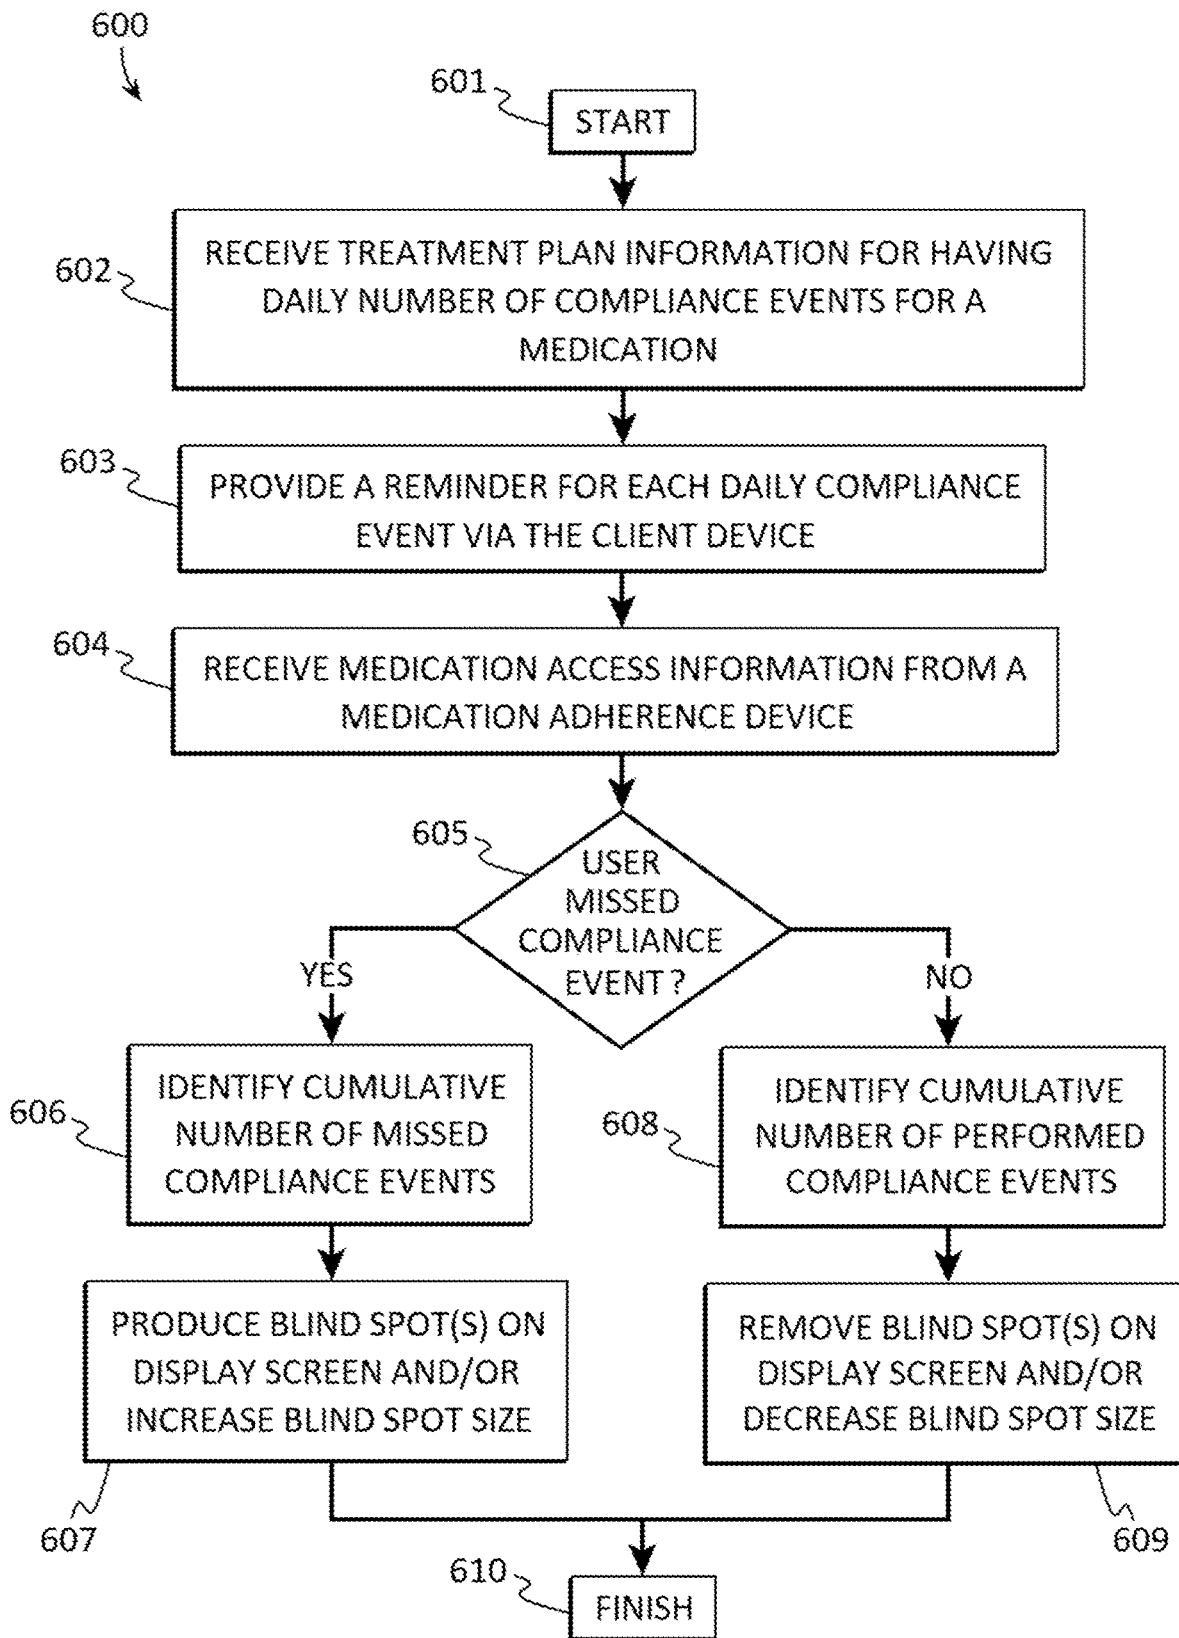 600
601
START
602
RECEIVE TREATMENT PLAN INFORMATION FOR HAVING
DAILY NUMBER OF COMPLIANCE EVENTS FOR A
MEDICATION
603
PROVIDE A REMINDER FOR EACH DAILY COMPLIANCE
EVENT VIA THE CLIENT DEVICE
604
RECEIVE MEDICATION ACCESS INFORMATION FROM A
MEDICATION ADHERENCE DEVICE
605
USER
MISSED
COMPLIANCE
EVENT?
YES
NO
606
IDENTIFY CUMULATIVE
NUMBER OF MISSED
COMPLIANCE EVENTS
608
IDENTIFY CUMULATIVE
NUMBER OF PERFORMED
COMPLIANCE EVENTS
PRODUCE BLIND SPOT(S) ON
DISPLAY SCREEN AND/OR
INCREASE BLIND SPOT SIZE
607
REMOVE BLIND SPOT(S) ON
DISPLAY SCREEN AND/OR
DECREASE BLIND SPOT SIZE
609
610
FINISH